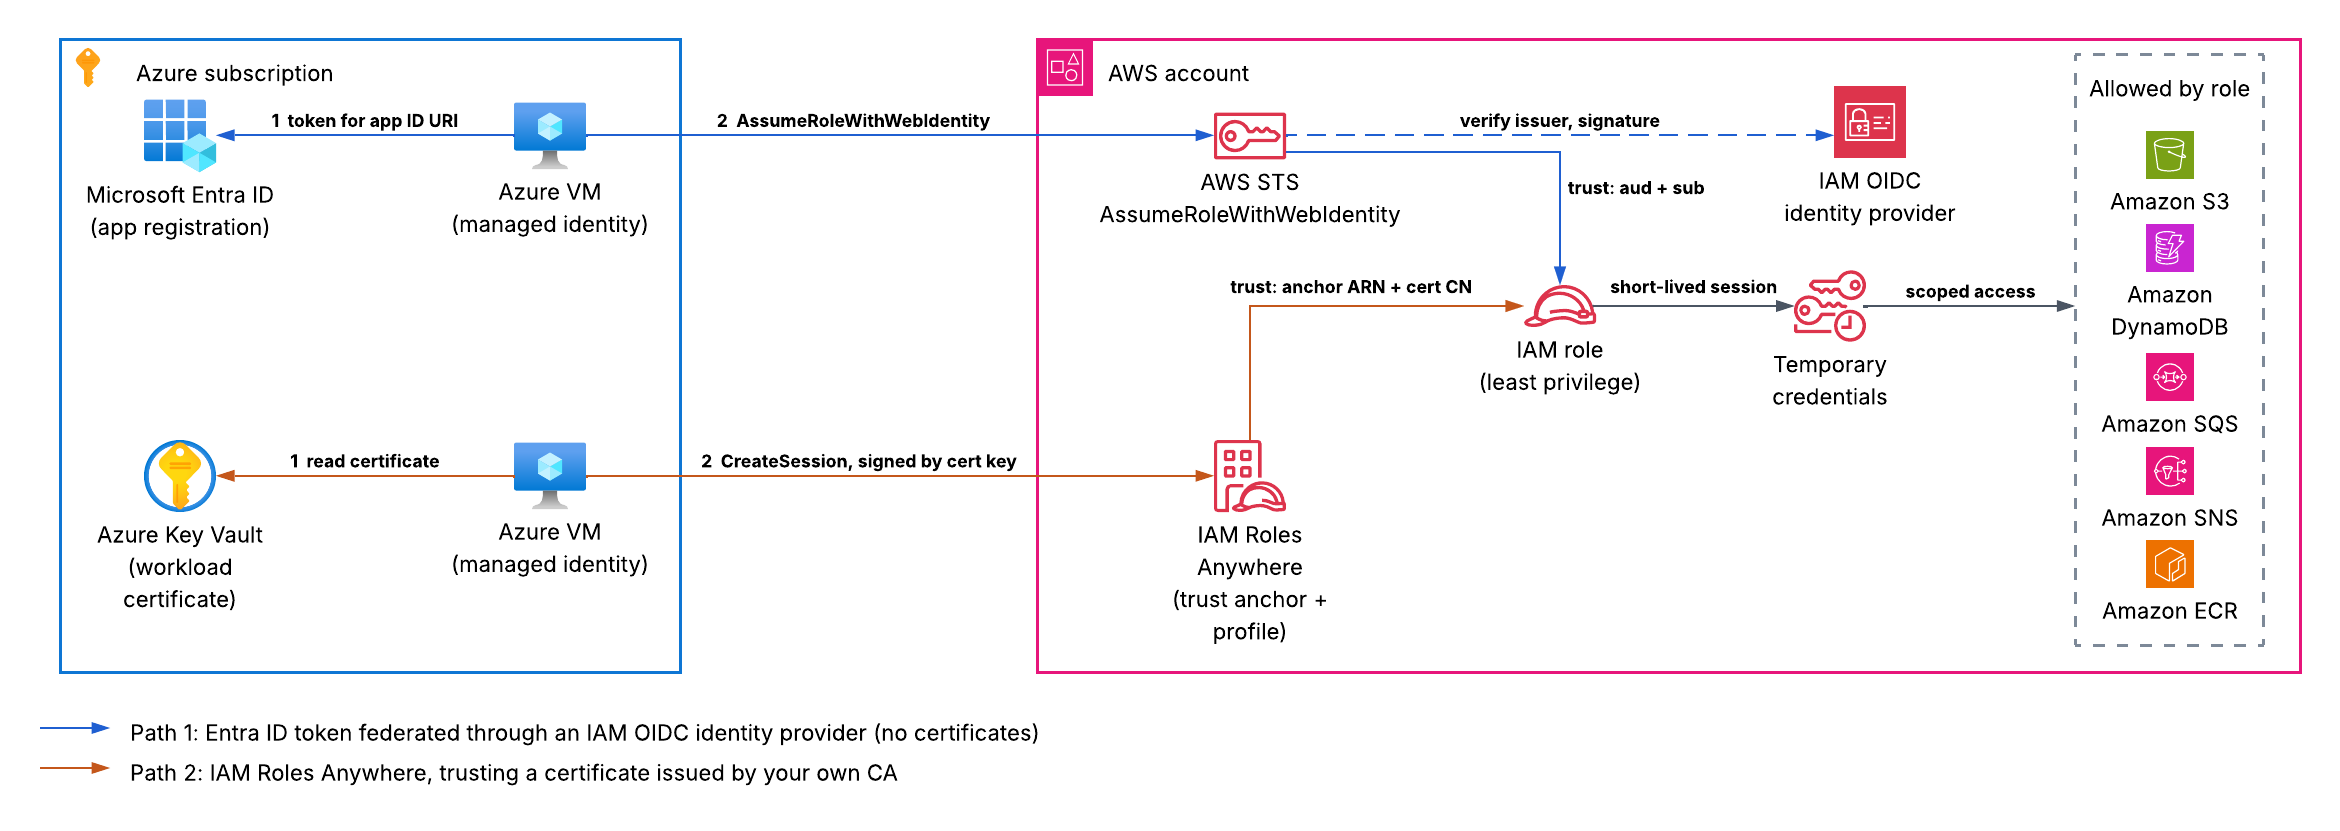 Azure subscription
AWS account
Allowed by role
1 token for app ID URI
2 AssumeRoleWithWebIdentity
verify issuer, signature
Microsoft Entra ID
(app registration)
Azure VM
(managed identity)
AWS STS
AssumeRoleWithWebIdentity
trust: aud + sub
IAM OIDC
identity provider
Amazon S3
trust: anchor ARN + cert CN
short-lived session
scoped access
Amazon
DynamoDB
IAM role
(least privilege)
Temporary
credentials
Amazon SQS
1 read certificate
2 CreateSession, signed by cert key
Azure Key Vault
(workload
certificate)
Azure VM
(managed identity)
IAM Roles
Anywhere
(trust anchor +
profile)
Amazon SNS
Amazon ECR
Path 1: Entra ID token federated through an IAM OIDC identity provider (no certificates)
Path 2: IAM Roles Anywhere, trusting a certificate issued by your own CA